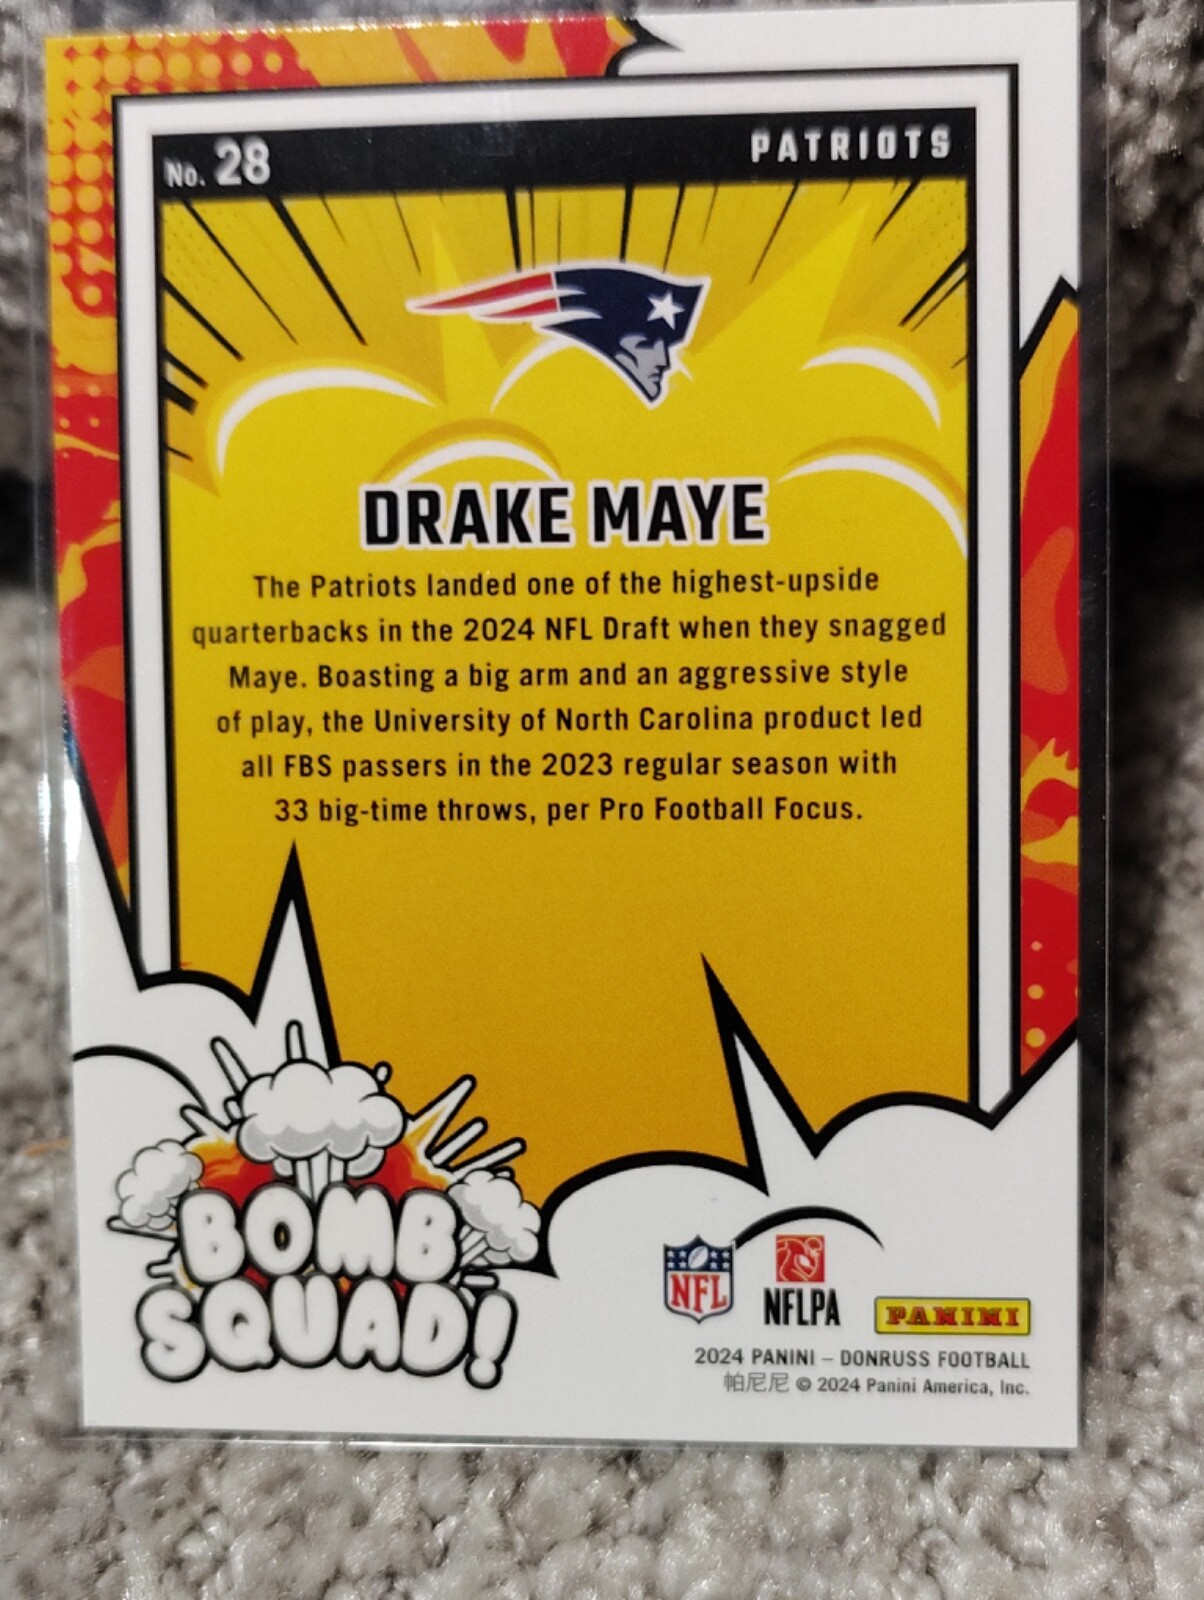 No. 28
PATRIOTS
DRAKE MAYE
The Patriots landed one of the highest-upside
quarterbacks in the 2024 NFL Draft when they snagged
Maye. Boasting a big arm and an aggressive style
of play, the University of North Carolina product led
all FBS passers in the 2023 regular season with
33 big-time throws, per Pro Football Focus.
BOMB
SQUAD!
NFL
NFLPA
PANINI
2024 PANINI – DONRUSS FOOTBALL
帕尼尼 © 2024 Panini America, Inc.